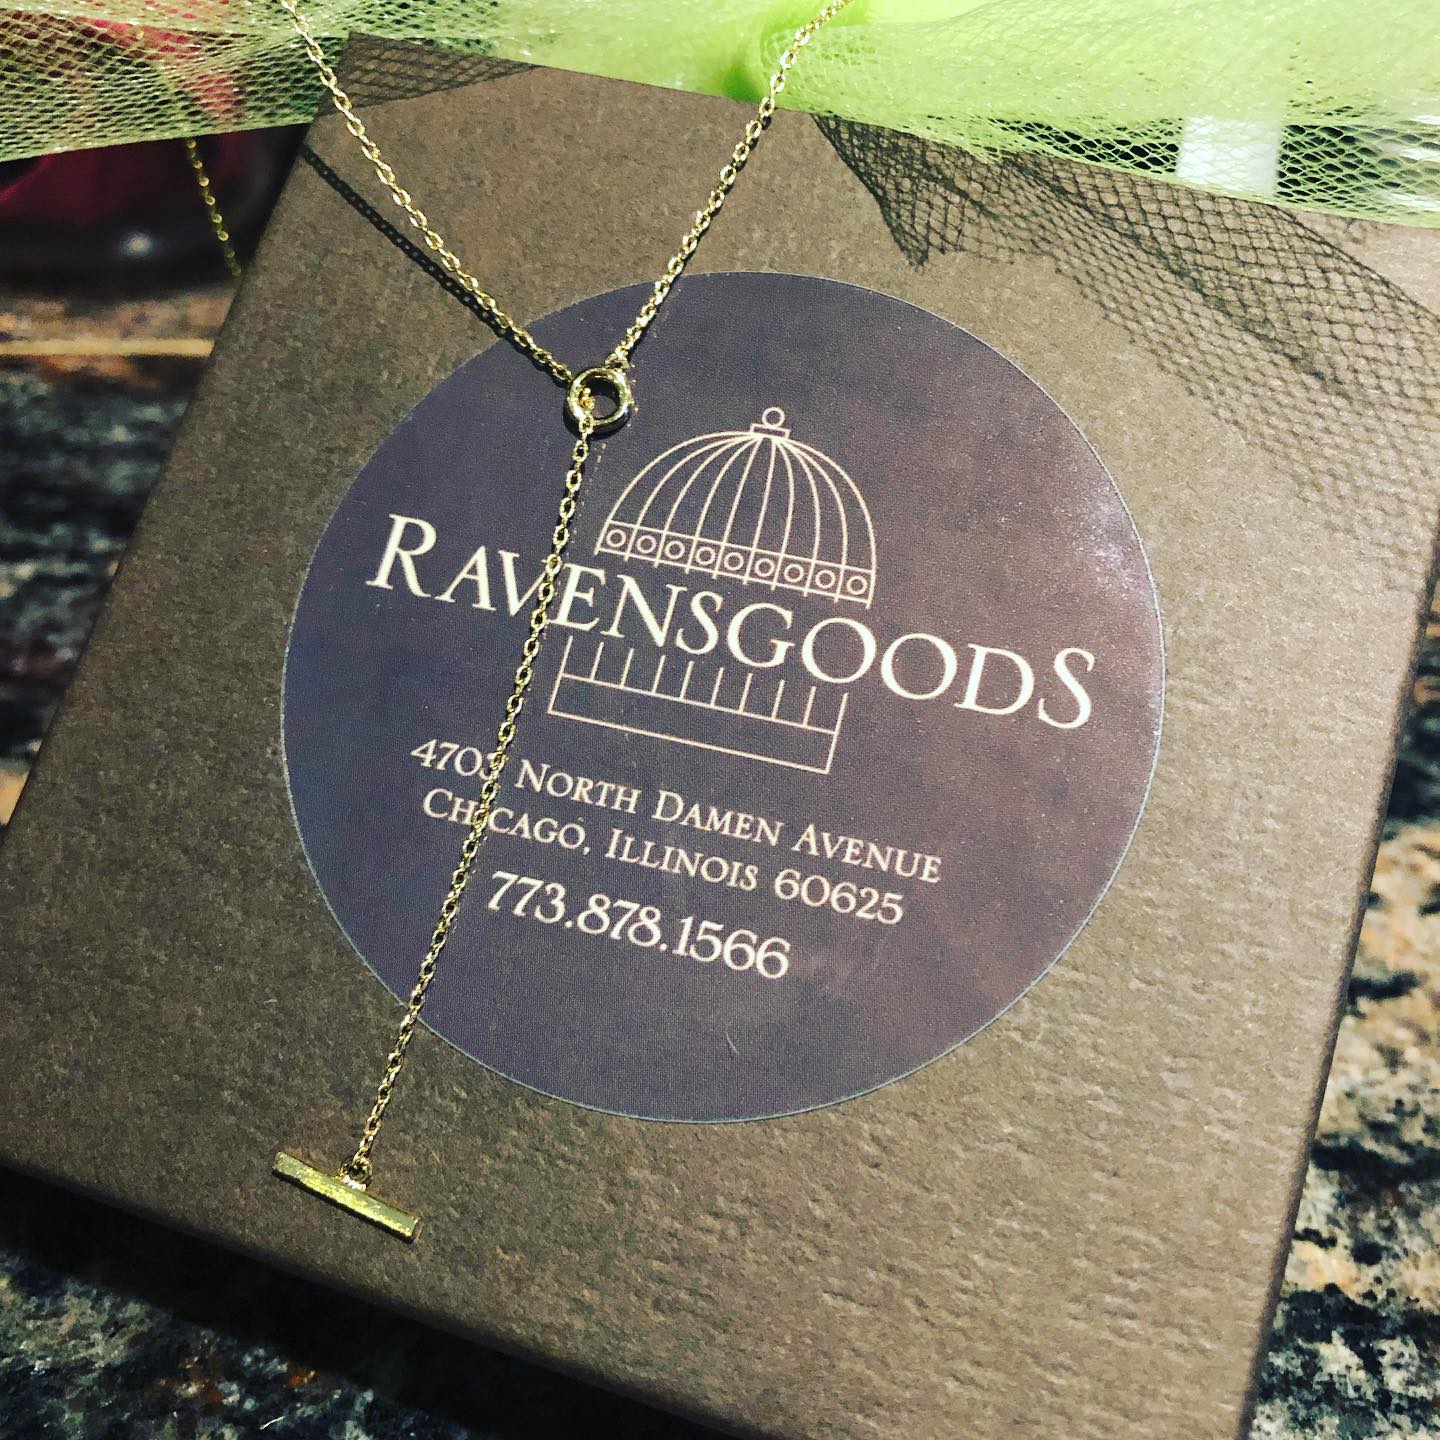 RAVENSGOODS
4703 NORTH DAMEN AVENUE
CHICAGO, ILLINOIS 60625
773.878.1566